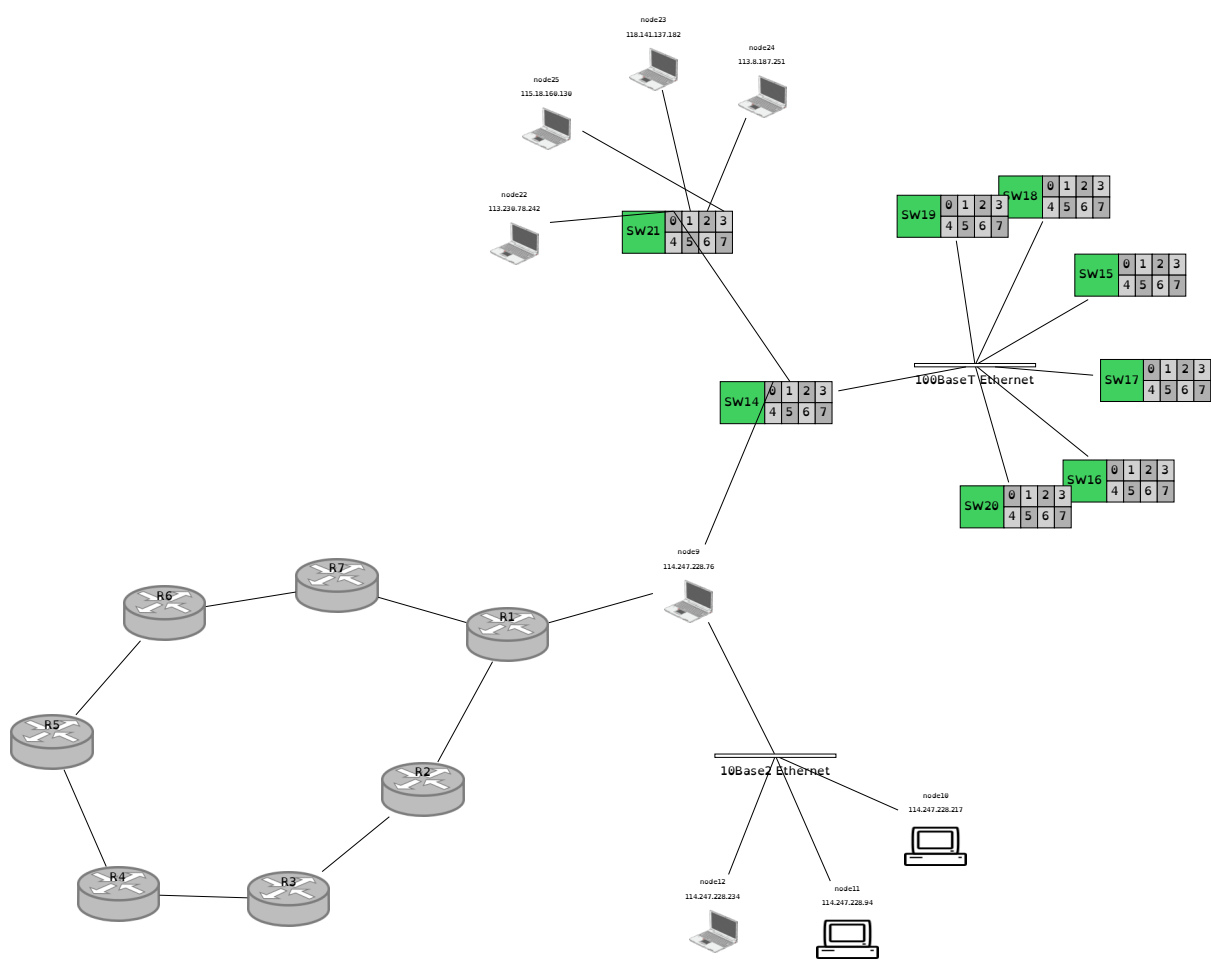 node23
118.141.137.182
node24
113.8.187.251
node25
115.18.160.130
node22
113.230.78.242
SW21
0 1 2 3
4 5 6 7
SW18
0 1 2 3
4 5 6 7
SW19
0 1 2 3
4 5 6 7
SW15
0 1 2 3
4 5 6 7
100BaseT Ethernet
SW17
0 1 2 3
4 5 6 7
SW14
0 1 2 3
4 5 6 7
SW16
0 1 2 3
4 5 6 7
SW20
0 1 2 3
4 5 6 7
node9
114.247.228.76
R7
R6
R1
R5
R2
10Base2 Ethernet
node10
114.247.228.217
R4
R3
node12
114.247.228.234
node11
114.247.228.94